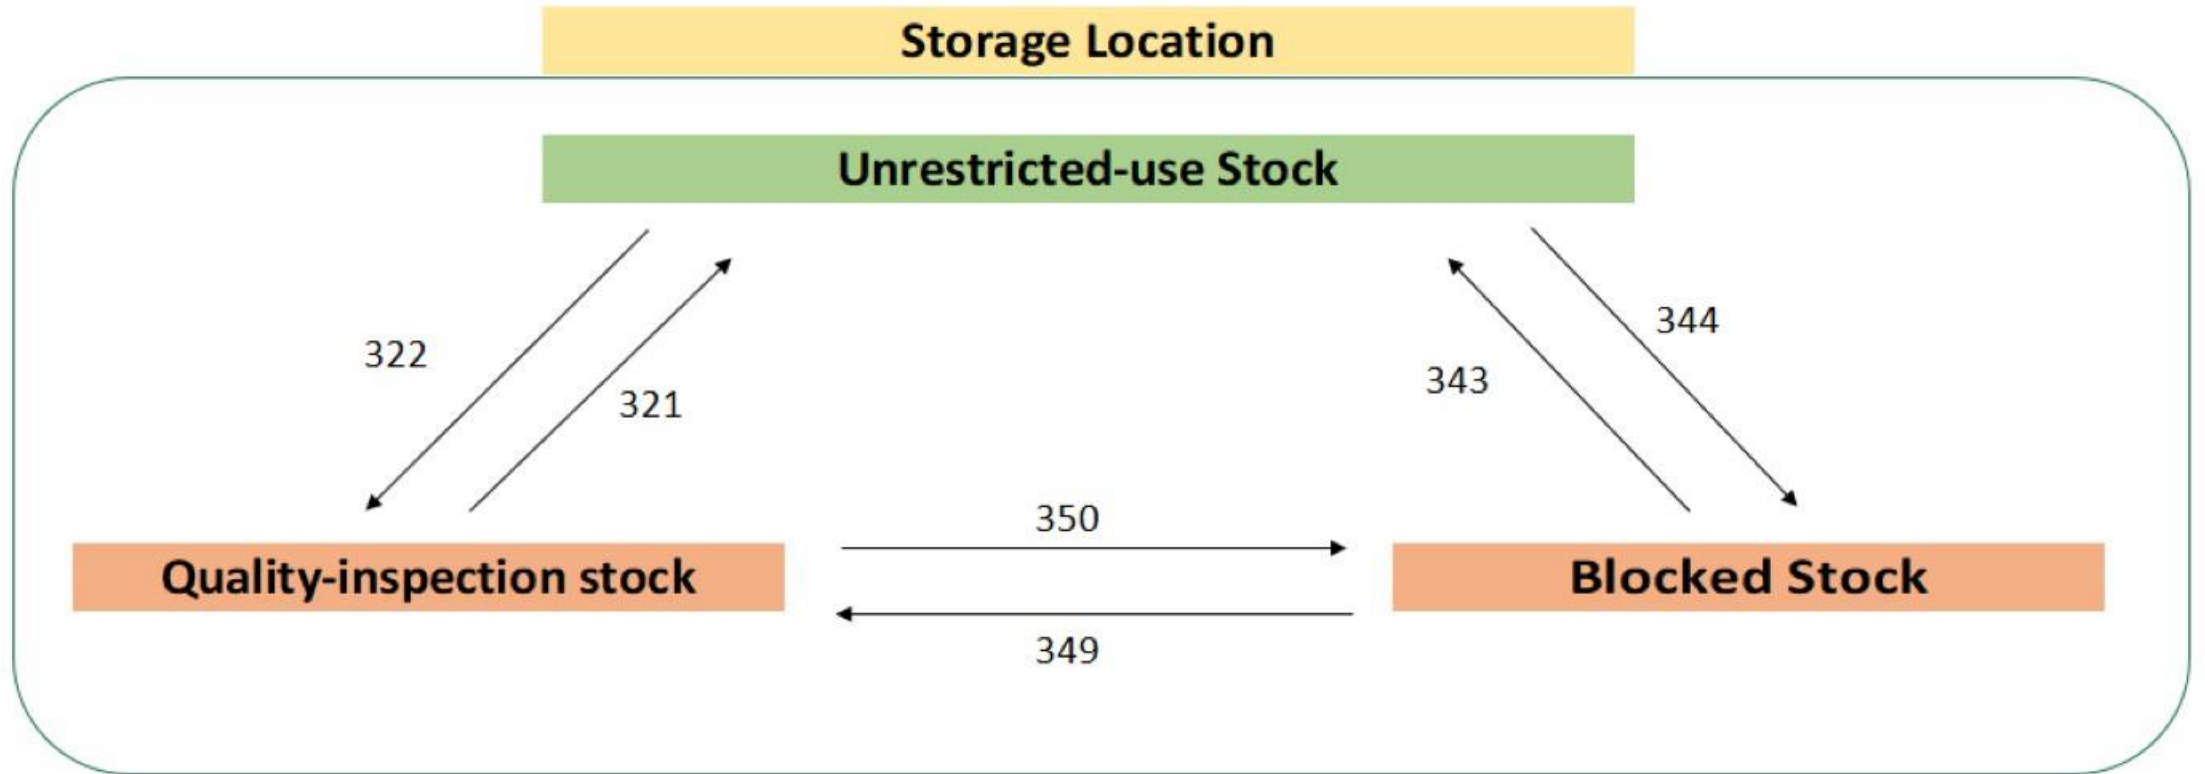 Storage Location
Unrestricted-use Stock
322
321
343
344
350
Quality-inspection stock
Blocked Stock
349